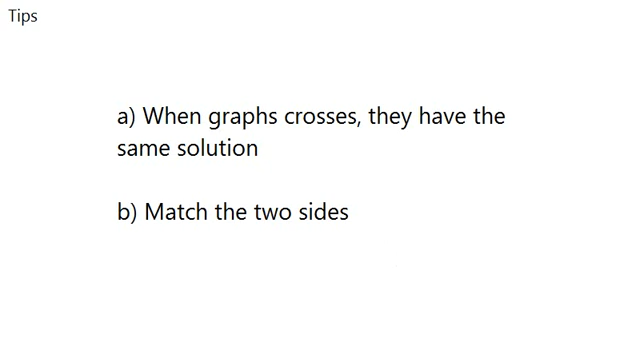 Tips
a) When graphs crosses, they have the
same solution
b) Match the two sides